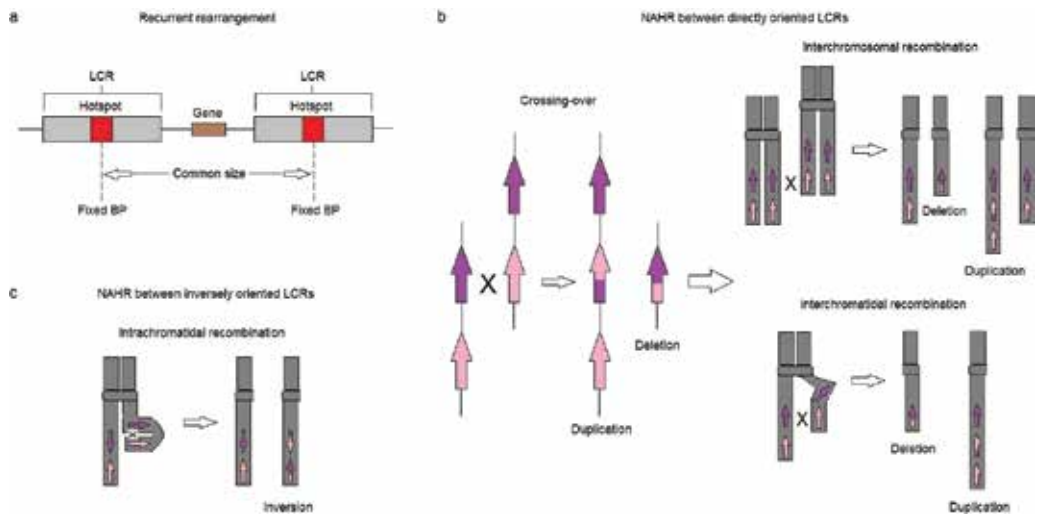 a
Recurrent rearrangement
LCR
LCR
Hotspot
Gene
Hotspot
Common size
Fixed BP
Fixed BP
b
NAHR between directly oriented LCRs
Crossing-over
X
Duplication
Deletion
Interchromosomal recombination
X
Deletion
Duplication
Interchromatidal recombination
X
Deletion
Duplication
c
NAHR between inversely oriented LCRs
Intrachromatidal recombination
Inversion